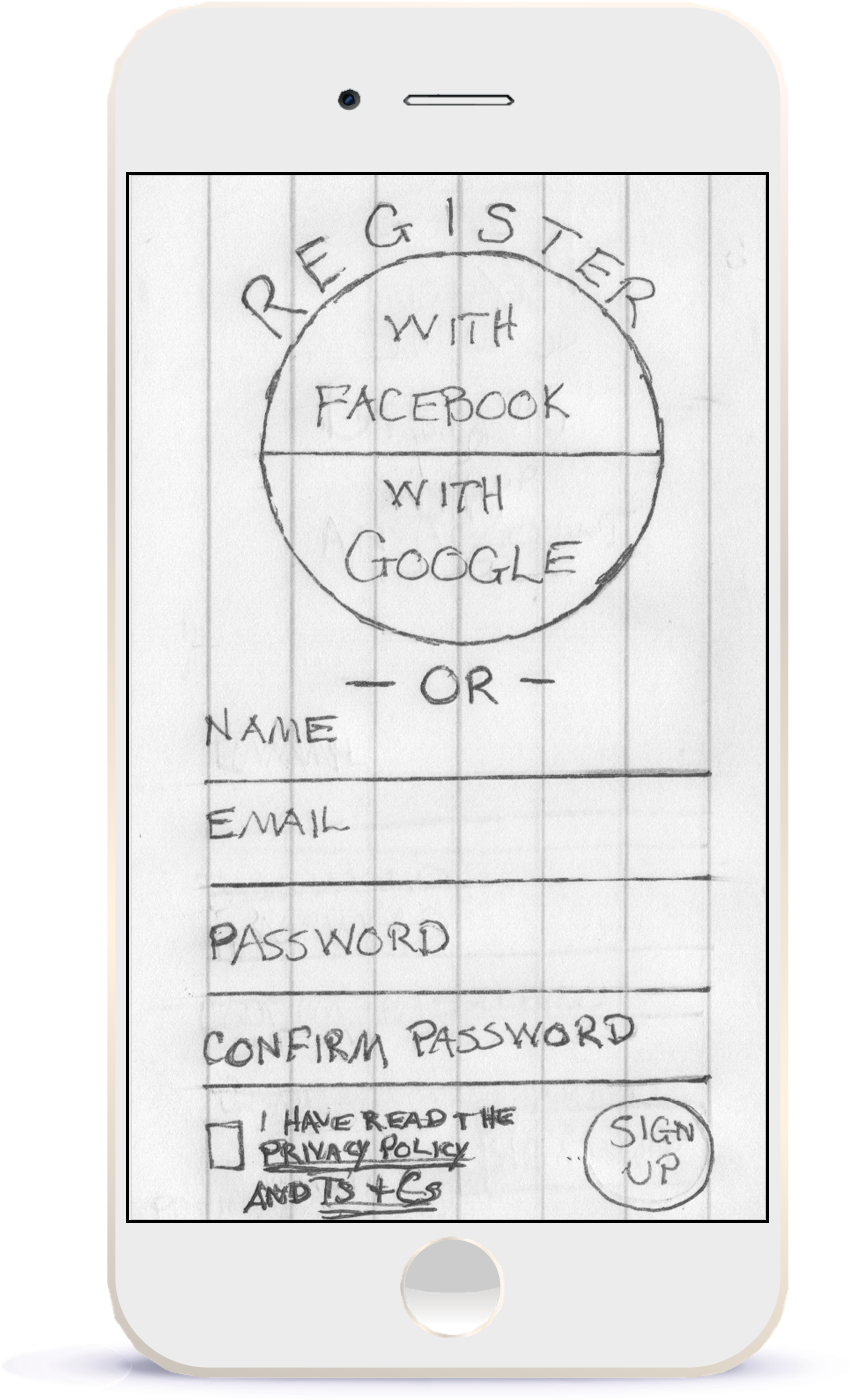 REGISTER
WITH
FACEBOOK
WITH
GOOGLE
- OR -
NAME
EMAIL
PASSWORD
CONFIRM PASSWORD
I HAVE READ THE
PRIVACY POLICY
AND TS + CS
SIGN
UP